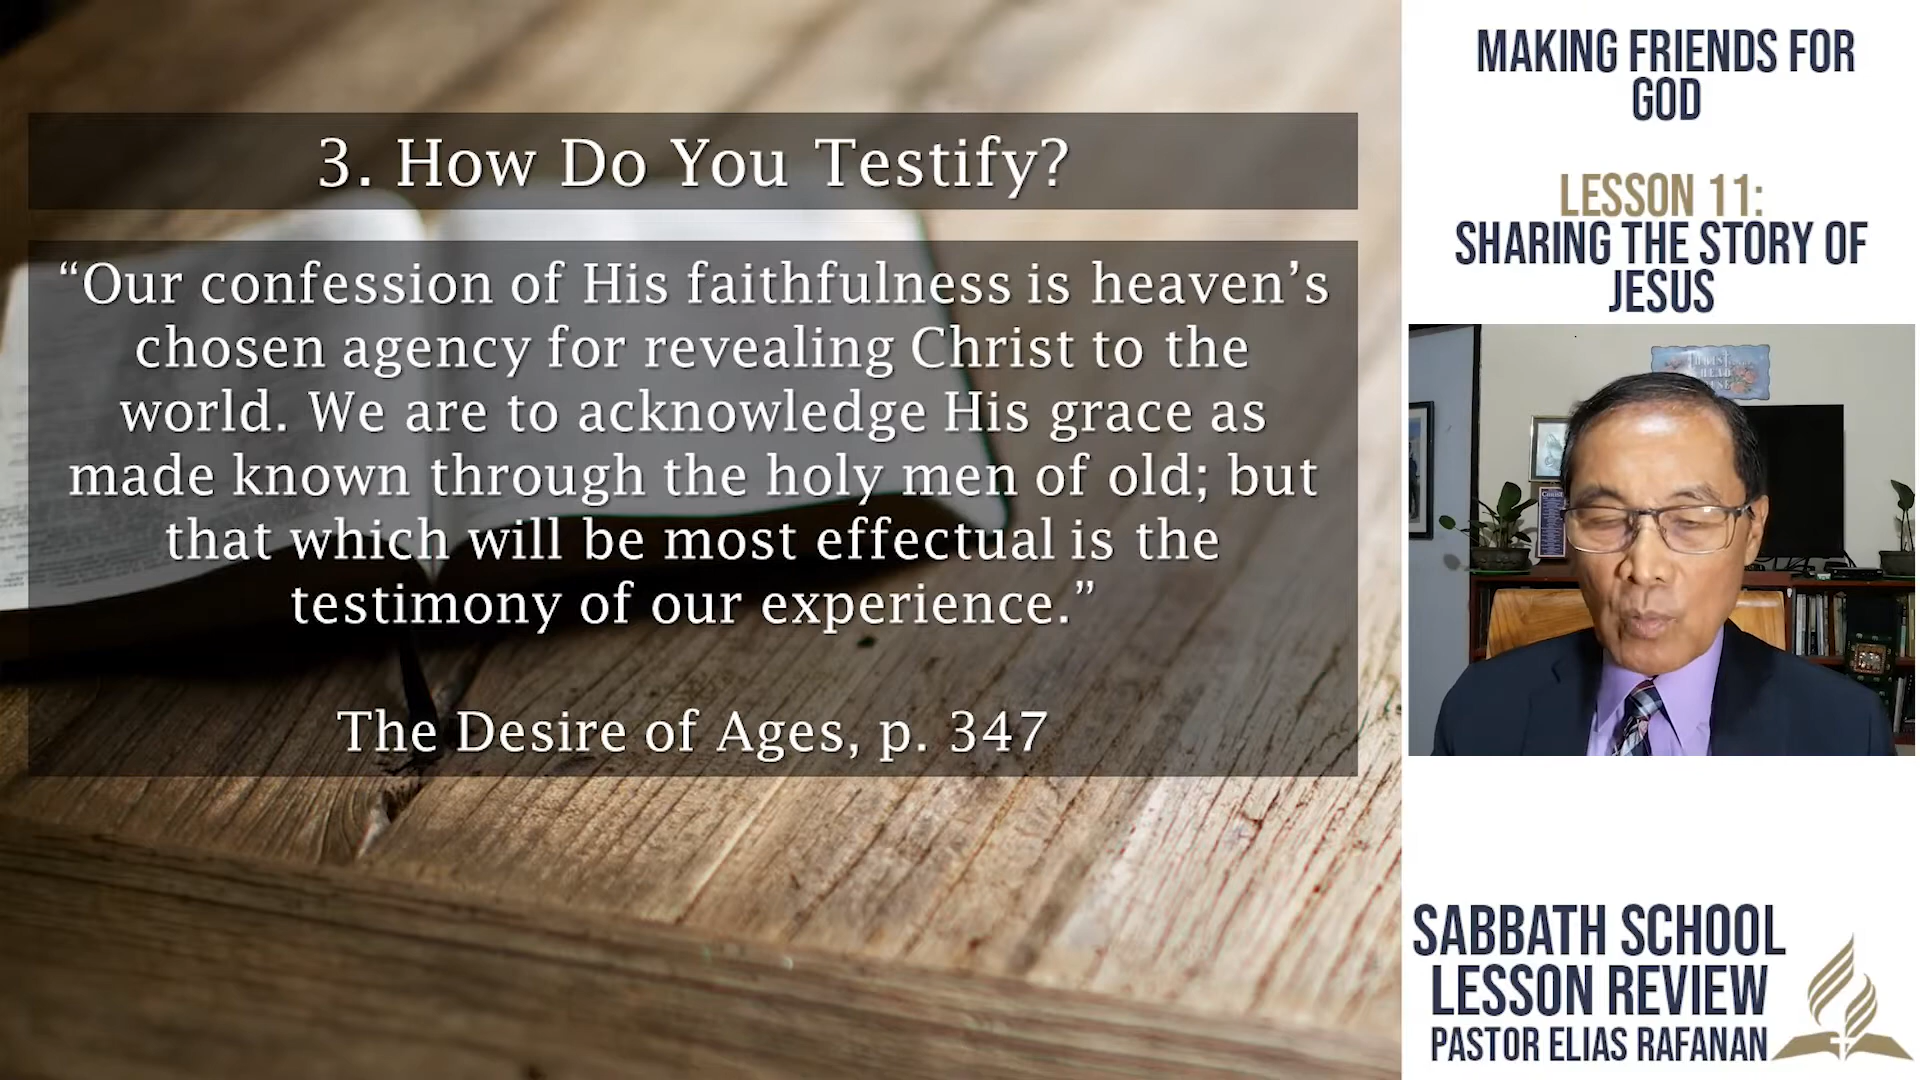 3. How Do You Testify?
“Our confession of His faithfulness is heaven’s
chosen agency for revealing Christ to the
world. We are to acknowledge His grace as
made known through the holy men of old; but
that which will be most effectual is the
testimony of our experience.”
The Desire of Ages, p. 347
MAKING FRIENDS FOR
GOD
LESSON 11:
SHARING THE STORY OF
JESUS
SABBATH SCHOOL
LESSON REVIEW
PASTOR ELIAS RAFANAN